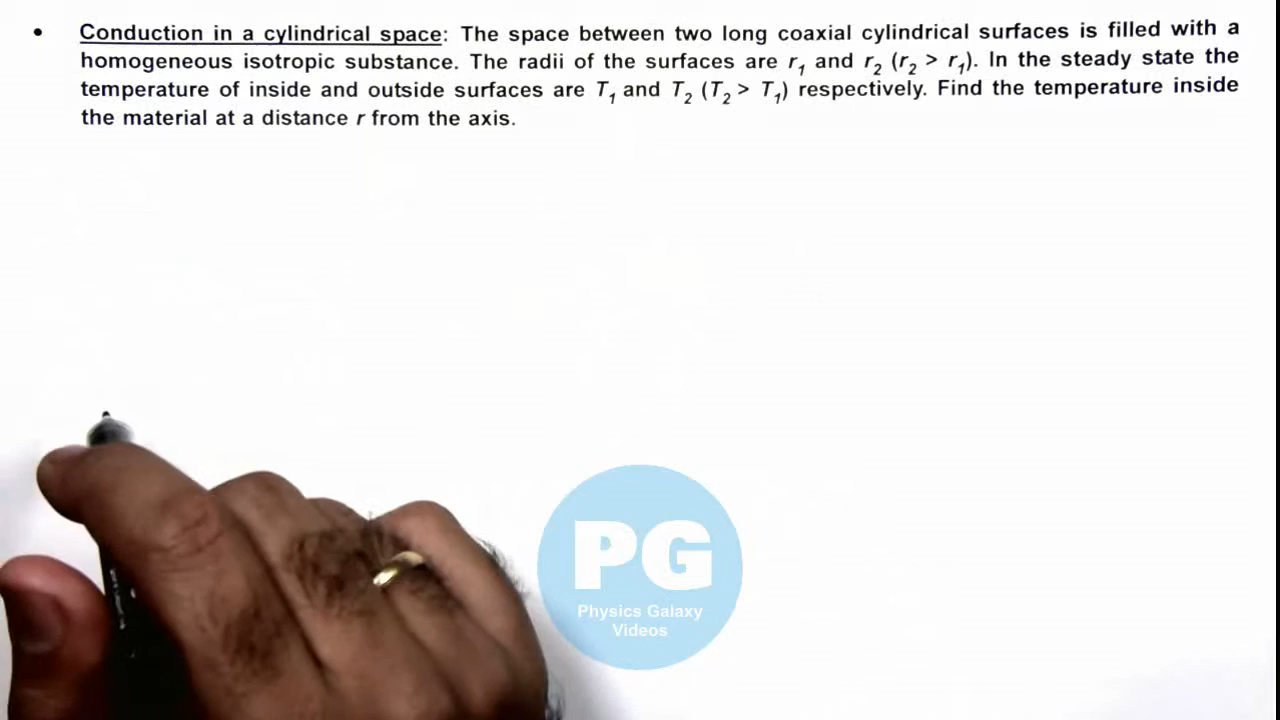 • Conduction in a cylindrical space: The space between two long coaxial cylindrical surfaces is filled with a
homogeneous isotropic substance. The radii of the surfaces are r₁ and r₂ (r₂ > r₁). In the steady state the
temperature of inside and outside surfaces are T₁ and T₂ (T₂ > T₁) respectively. Find the temperature inside
the material at a distance r from the axis.
PG
Physics Galaxy
Videos